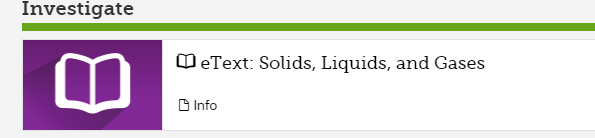 Investigate
eText: Solids, Liquids, and Gases
Info